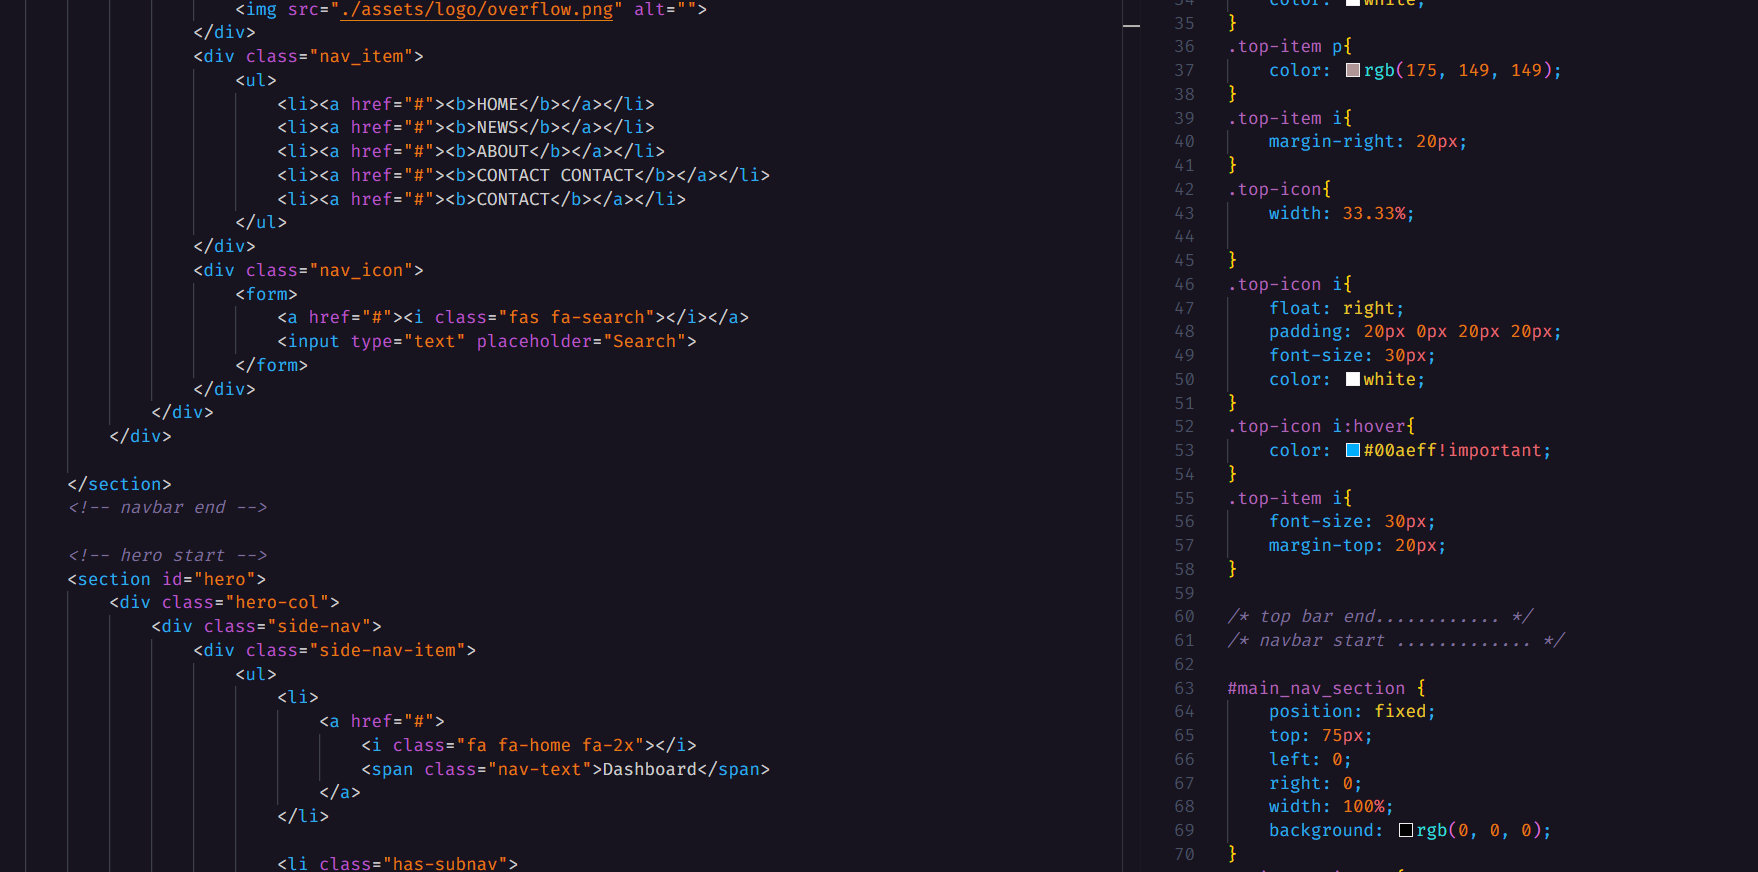 <img src="./assets/logo/overflow.png" alt="">
</div>
<div class="nav_item">
<ul>
<li><a href="#"><b>HOME</b></a></li>
<li><a href="#"><b>NEWS</b></a></li>
<li><a href="#"><b>ABOUT</b></a></li>
<li><a href="#"><b>CONTACT CONTACT</b></a></li>
<li><a href="#"><b>CONTACT</b></a></li>
</ul>
</div>
<div class="nav_icon">
<form>
<a href="#"><i class="fas fa-search"></i></a>
<input type="text" placeholder="Search">
</form>
</div>
</div>
</div>
</section>
<!-- navbar end -->
<!-- hero start -->
<section id="hero">
<div class="hero-col">
<div class="side-nav">
<div class="side-nav-item">
<ul>
<li>
<a href="#">
<i class="fa fa-home fa-2x"></i>
<span class="nav-text">Dashboard</span>
</a>
</li>
<li class="has-subnav">
34 color: white;
35 }
36 .top-item p{
37 color: rgb(175, 149, 149);
38 }
39 .top-item i{
40 margin-right: 20px;
41 }
42 .top-icon{
43 width: 33.33%;
44
45 }
46 .top-icon i{
47 float: right;
48 padding: 20px 0px 20px 20px;
49 font-size: 30px;
50 color: white;
51 }
52 .top-icon i:hover{
53 color: #00aeff!important;
54 }
55 .top-item i{
56 font-size: 30px;
57 margin-top: 20px;
58 }
59
60 /* top bar end............ */
61 /* navbar start ............. */
62
63 #main_nav_section {
64 position: fixed;
65 top: 75px;
66 left: 0;
67 right: 0;
68 width: 100%;
69 background: rgb(0, 0, 0);
70 }